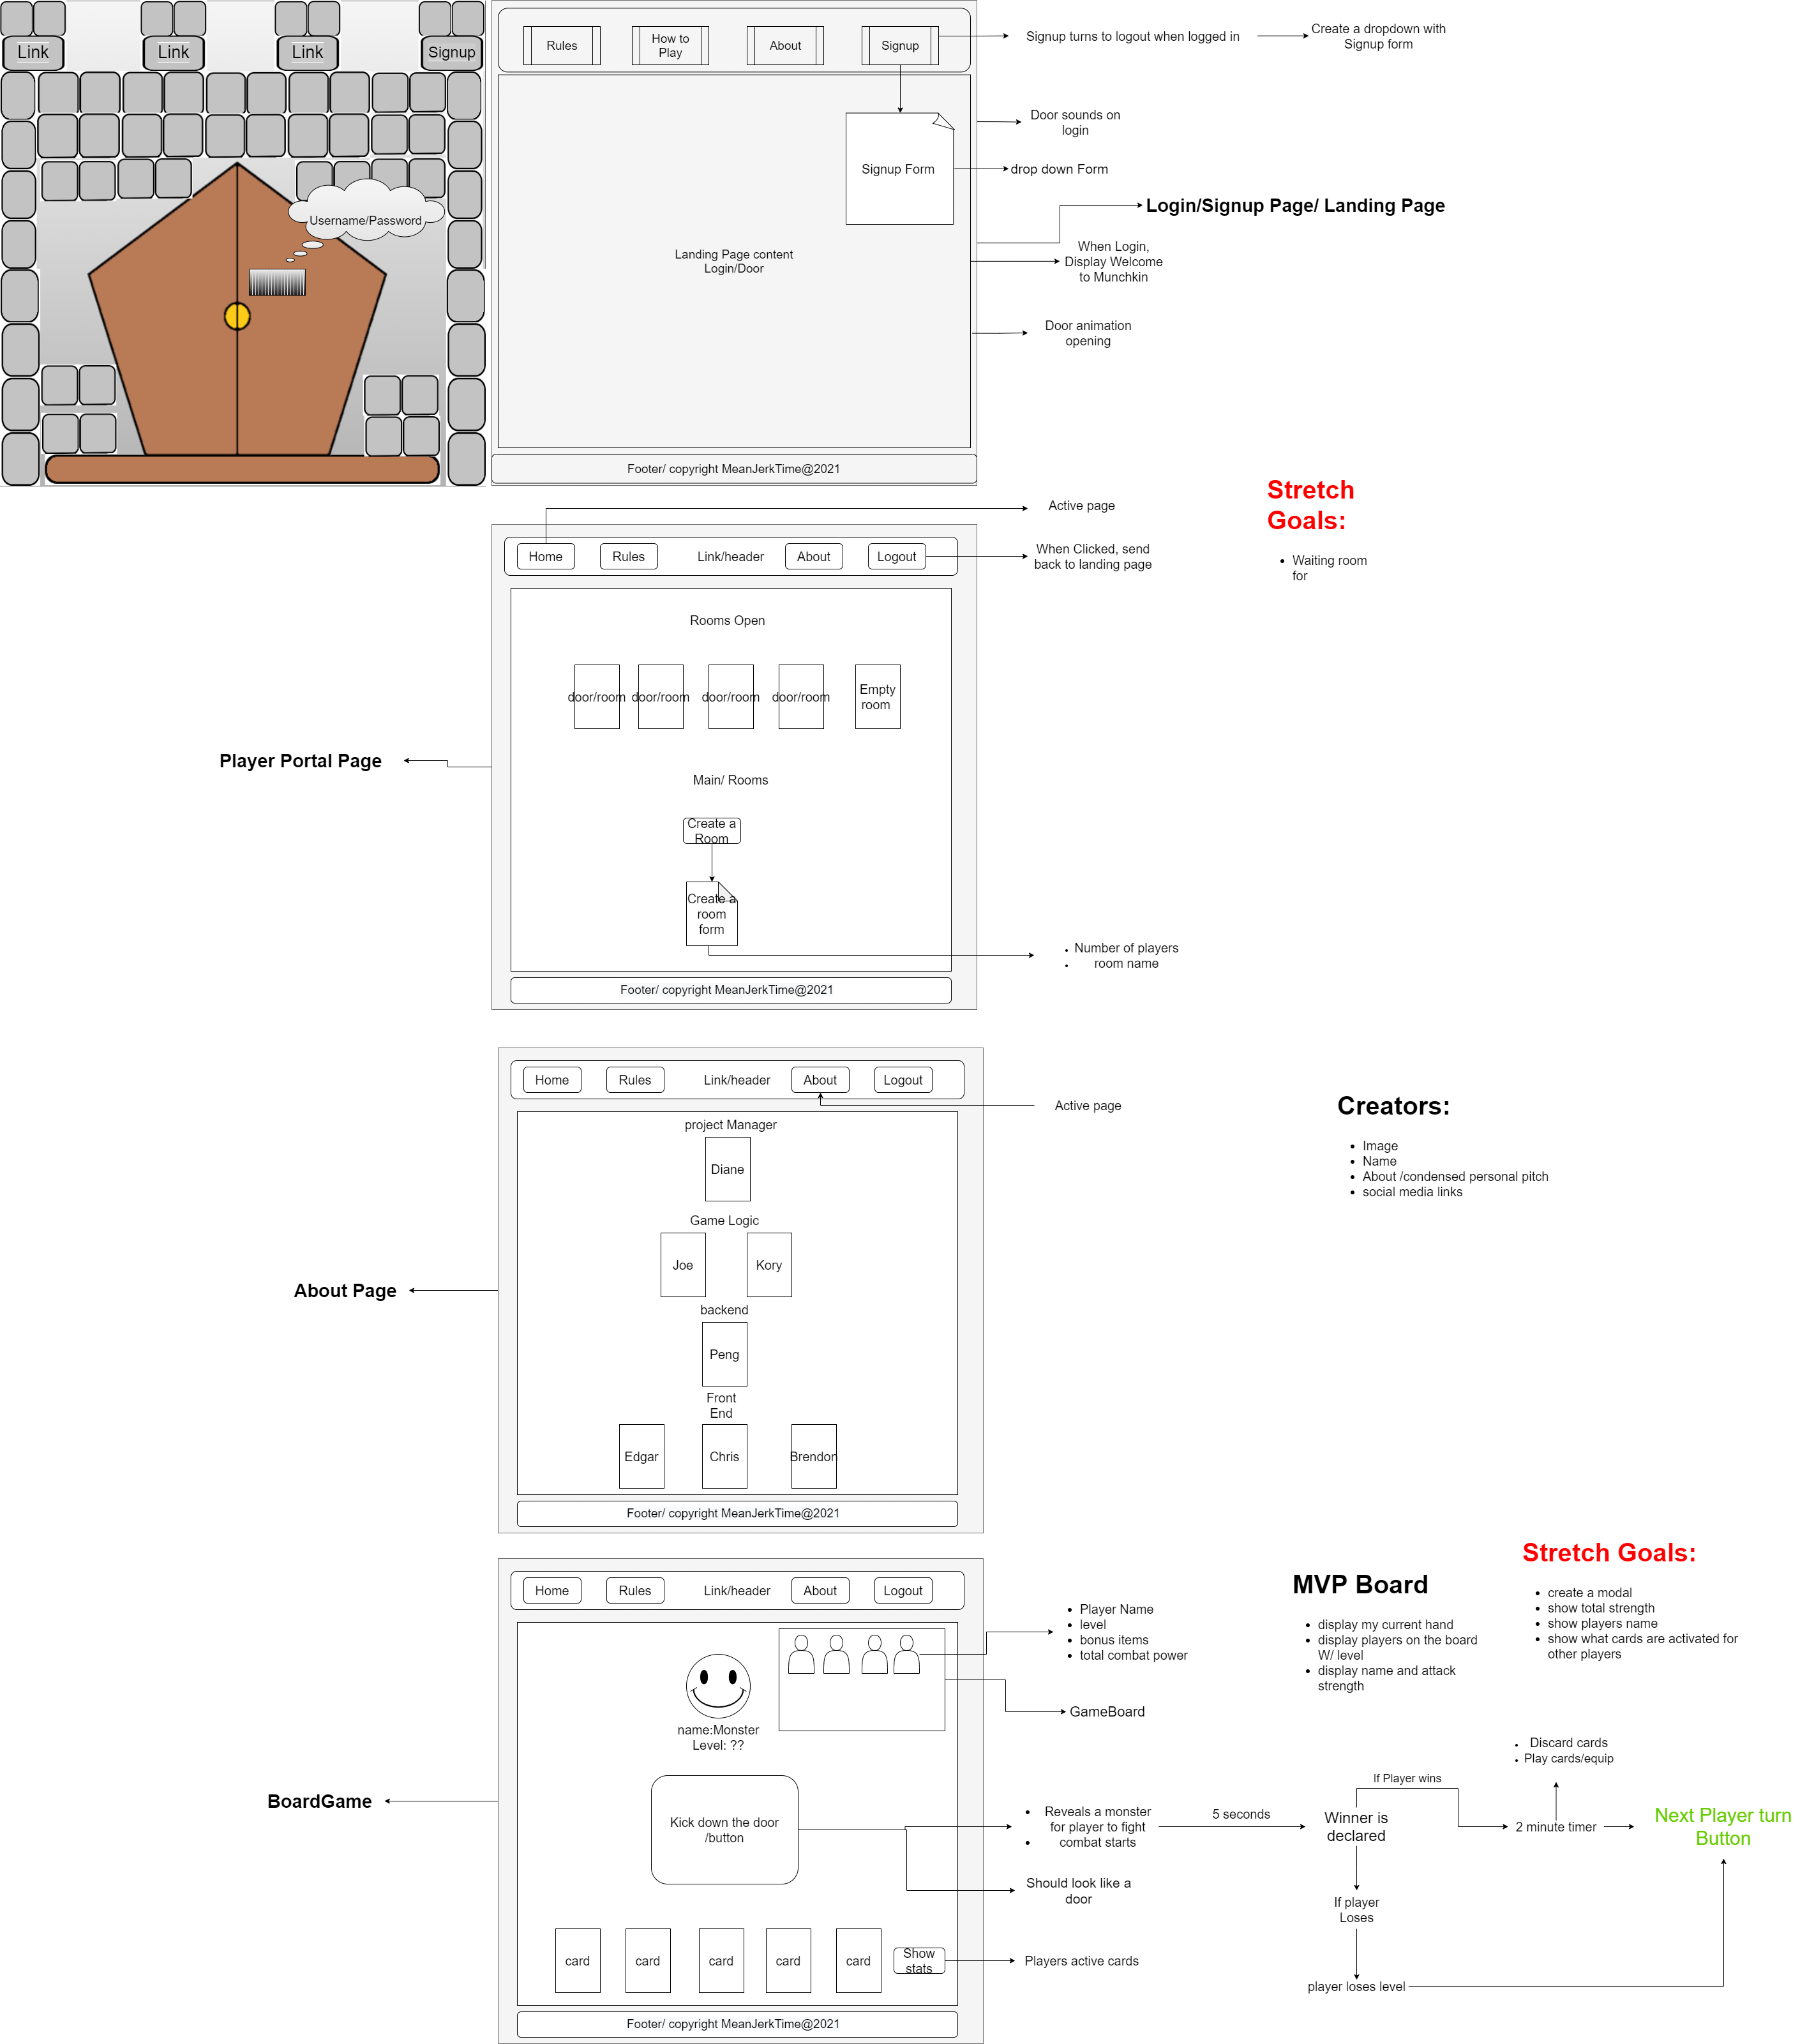 Link
Link
Link
Signup
Username/Password
Rules
How to
Play
About
Signup
Signup turns to logout when logged in
Create a dropdown with
Signup form
Door sounds on
login
Signup Form
drop down Form
Login/Signup Page/ Landing Page
Landing Page content
Login/Door
When Login,
Display Welcome
to Munchkin
Door animation
opening
Footer/ copyright MeanJerkTime@2021
Stretch
Goals:
• Waiting room
for
Active page
Home
Rules
Link/header
About
Logout
When Clicked, send
back to landing page
Rooms Open
door/room
door/room
door/room
door/room
Empty
room
Player Portal Page
Main/ Rooms
Create a
Room
Create a
room
form
• Number of players
• room name
Footer/ copyright MeanJerkTime@2021
Home
Rules
Link/header
About
Logout
Active page
Creators:
• Image
• Name
• About /condensed personal pitch
• social media links
project Manager
Diane
Game Logic
Joe
Kory
About Page
backend
Peng
Front
End
Edgar
Chris
Brendon
Footer/ copyright MeanJerkTime@2021
Home
Rules
Link/header
About
Logout
MVP Board
• display my current hand
• display players on the board
W/ level
• display name and attack
strength
Stretch Goals:
• create a modal
• show total strength
• show players name
• show what cards are activated for
other players
• Player Name
• level
• bonus items
• total combat power
GameBoard
name:Monster
Level: ??
BoardGame
Kick down the door
/button
• Reveals a monster
for player to fight
• combat starts
5 seconds
Winner is
declared
If Player wins
• Discard cards
• Play cards/equip
2 minute timer
Next Player turn
Button
Should look like a
door
If player
Loses
card
card
card
card
card
Show
stats
Players active cards
player loses level
Footer/ copyright MeanJerkTime@2021